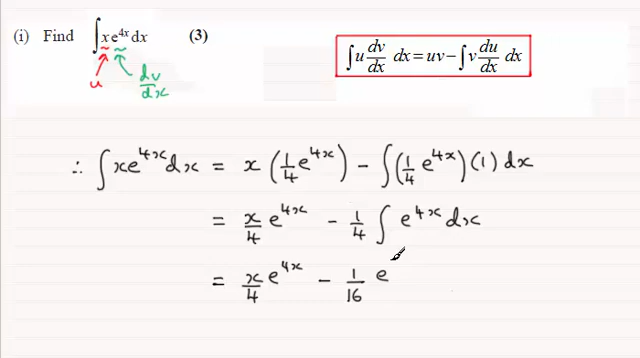 (i) Find ∫xe^{4x}dx (3)
u dv/dx
∫u dv/dx dx = uv − ∫v du/dx dx
∴ ∫xe^{4x}dx = x(1/4 e^{4x}) − ∫(1/4 e^{4x})(1)dx
= x/4 e^{4x} − 1/4 ∫e^{4x}dx
= x/4 e^{4x} − 1/16 e